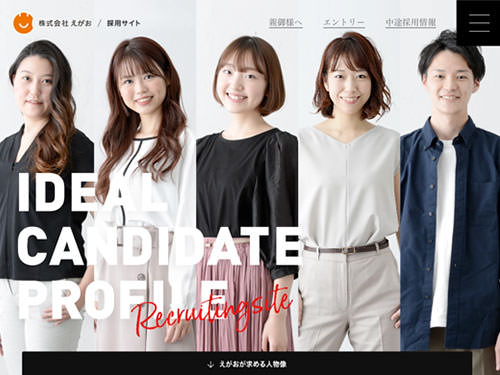 株式会社 えがお / 採用サイト
親御様へ エントリー 中途採用情報
IDEAL
CANDIDATE
PROFILE
Recruiting site
↓ えがおが求める人物像